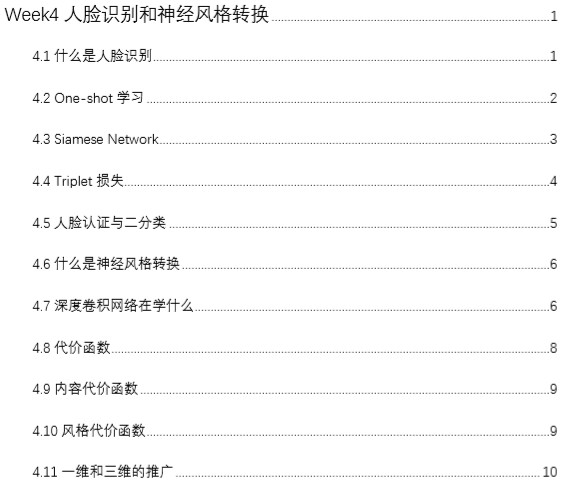 Week4 人脸识别和神经风格转换........................1
4.1 什么是人脸识别........................1
4.2 One-shot 学习........................2
4.3 Siamese Network........................3
4.4 Triplet 损失........................4
4.5 人脸认证与二分类........................5
4.6 什么是神经风格转换........................6
4.7 深度卷积网络在学什么........................6
4.8 代价函数........................8
4.9 内容代价函数........................9
4.10 风格代价函数........................9
4.11 一维和三维的推广........................10